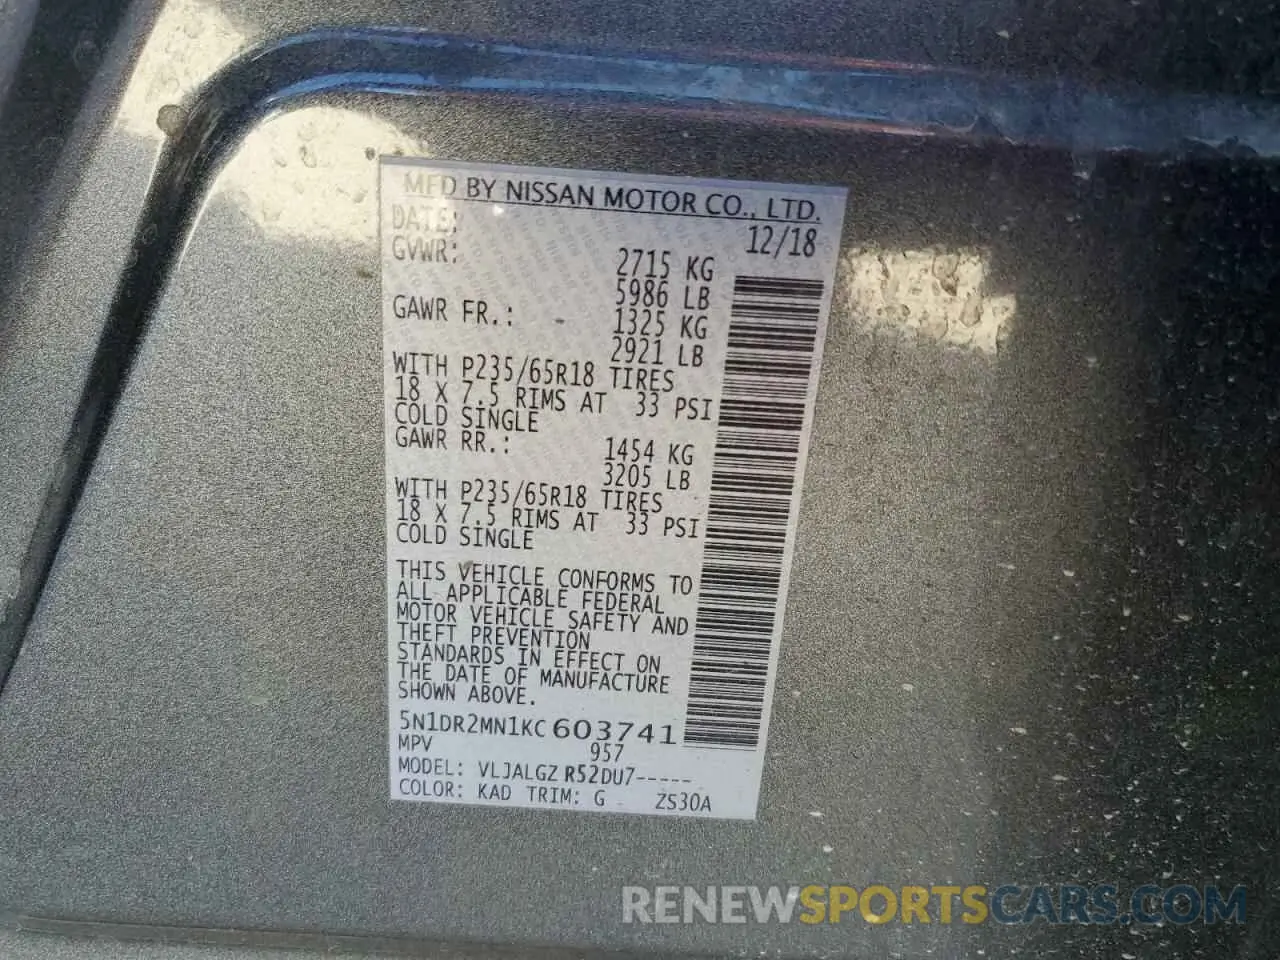 MFD BY NISSAN MOTOR CO., LTD.
DATE: 12/18
GVWR: 2715 KG
5986 LB
GAWR FR.: 1325 KG
2921 LB
WITH P235/65R18 TIRES
18 X 7.5 RIMS AT 33 PSI
COLD SINGLE
GAWR RR.: 1454 KG
3205 LB
WITH P235/65R18 TIRES
18 X 7.5 RIMS AT 33 PSI
COLD SINGLE
THIS VEHICLE CONFORMS TO
ALL APPLICABLE FEDERAL
MOTOR VEHICLE SAFETY AND
THEFT PREVENTION
STANDARDS IN EFFECT ON
THE DATE OF MANUFACTURE
SHOWN ABOVE.
5N1DR2MN1KC 603741
MPV 957
MODEL: VLJALGZ R52DU7-----
COLOR: KAD TRIM: G ZS30A
RENEWSPORTSCARS.COM